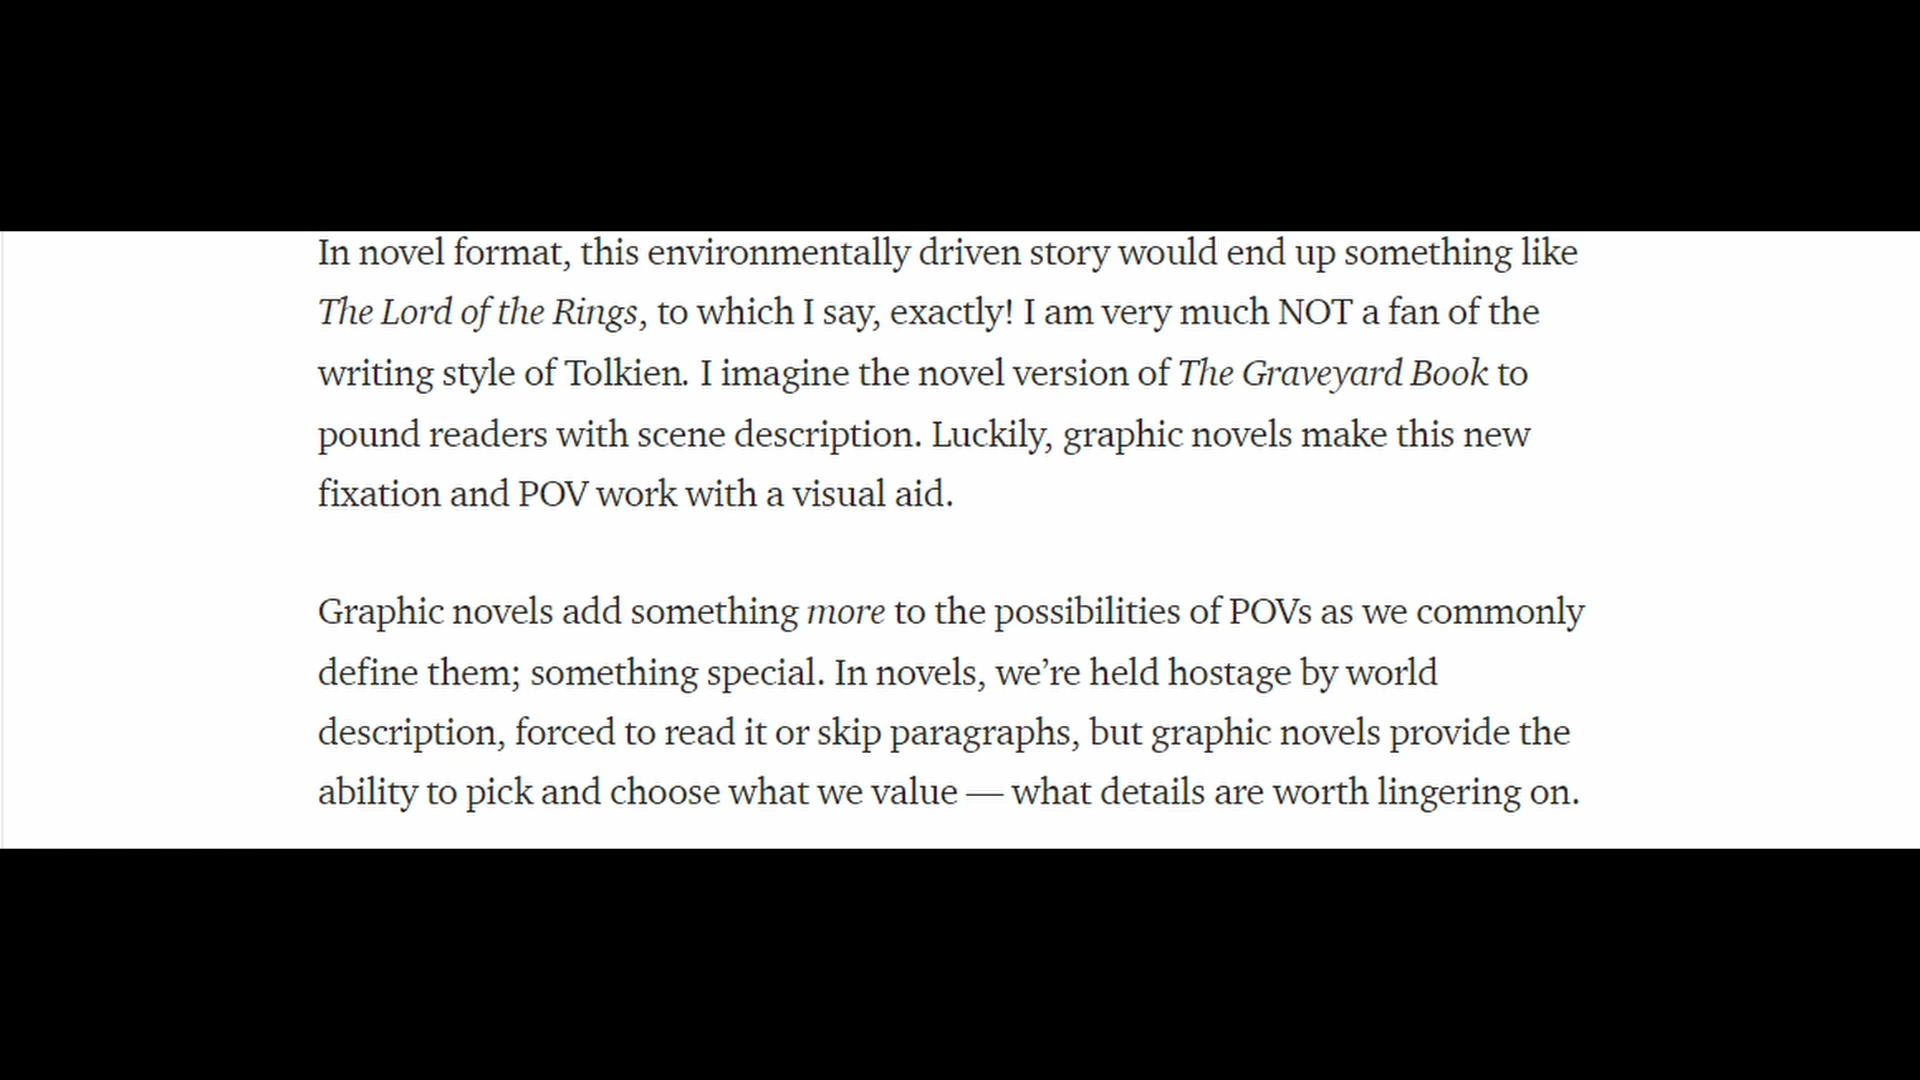 In novel format, this environmentally driven story would end up something like
The Lord of the Rings, to which I say, exactly! I am very much NOT a fan of the
writing style of Tolkien. I imagine the novel version of The Graveyard Book to
pound readers with scene description. Luckily, graphic novels make this new
fixation and POV work with a visual aid.
Graphic novels add something more to the possibilities of POVs as we commonly
define them; something special. In novels, we’re held hostage by world
description, forced to read it or skip paragraphs, but graphic novels provide the
ability to pick and choose what we value — what details are worth lingering on.